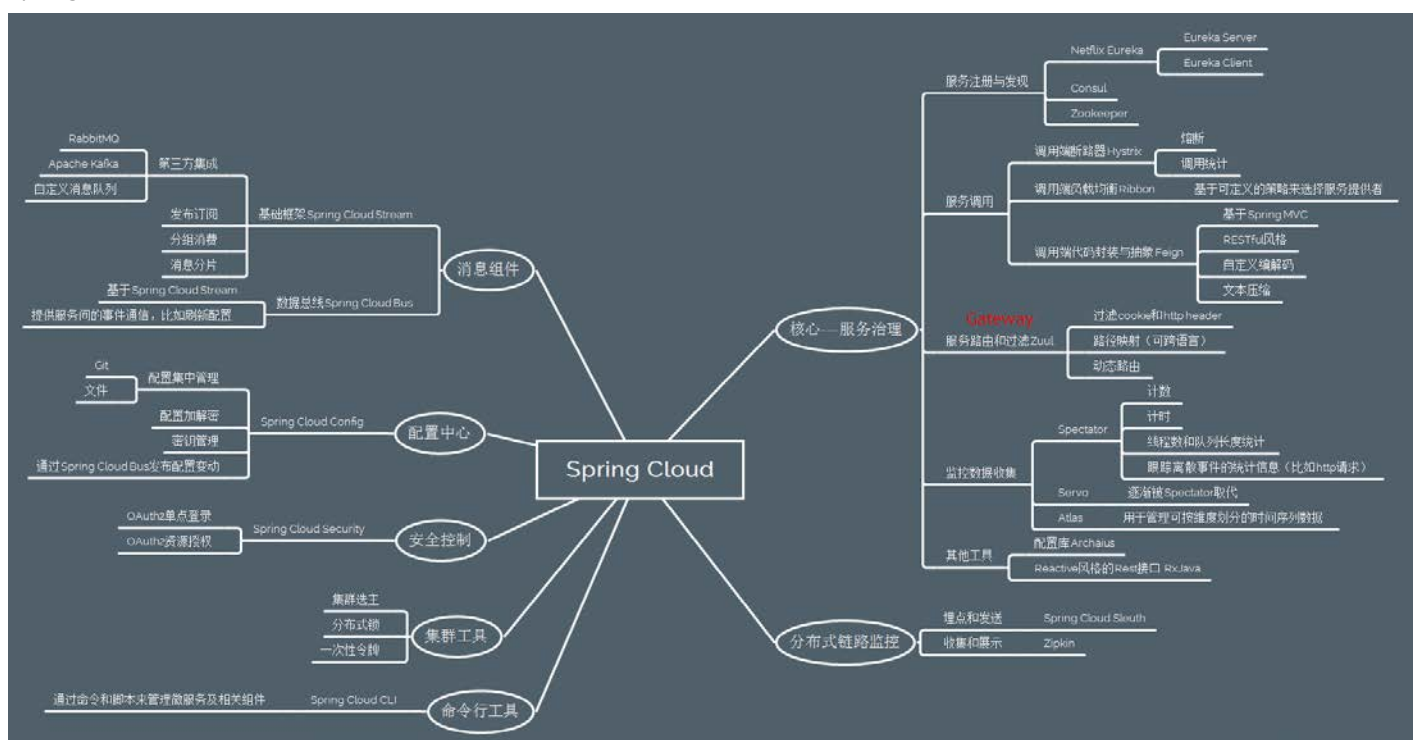 Spring Cloud
消息组件
基础框架Spring Cloud Stream
第三方集成
RabbitMQ
Apache Kafka
自定义消息队列
发布订阅
分组消费
消息分片
数据总线Spring Cloud Bus
基于Spring Cloud Stream
提供服务间的事件通信，比如刷新配置
配置中心
Spring Cloud Config
配置集中管理
Git
文件
配置加解密
密钥管理
通过Spring Cloud Bus发布配置变动
安全控制
Spring Cloud Security
OAuth2单点登录
OAuth2资源授权
集群工具
集群选主
分布式锁
一次性令牌
命令行工具
Spring Cloud CLI
通过命令和脚本来管理微服务及相关组件
核心—服务治理
服务注册与发现
Netflix Eureka
Eureka Server
Eureka Client
Consul
Zookeeper
服务调用
调用端断路器Hystrix
熔断
调用统计
调用端负载均衡Ribbon
基于可定义的策略来选择服务提供者
调用端代码封装与抽象Feign
基于Spring MVC
RESTful风格
自定义编解码
文本压缩
Gateway
服务路由和过滤Zuul
过滤cookie和http header
路径映射（可跨语言）
动态路由
监控数据收集
Spectator
计数
计时
线程数和队列长度统计
跟踪离散事件的统计信息（比如http请求）
Servo
逐渐被Spectator取代
Atlas
用于管理可按维度划分的时间序列数据
其他工具
配置库Archaius
Reactive风格的Rest接口 RxJava
分布式链路监控
埋点和发送
Spring Cloud Sleuth
收集和展示
Zipkin